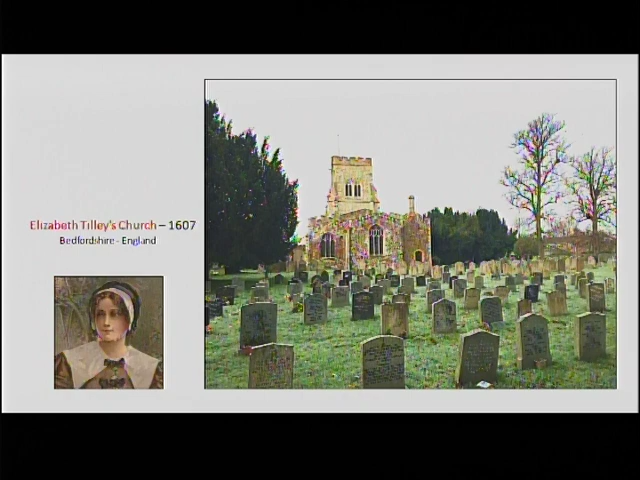 Elizabeth Tilley's Church – 1607
Bedfordshire - England